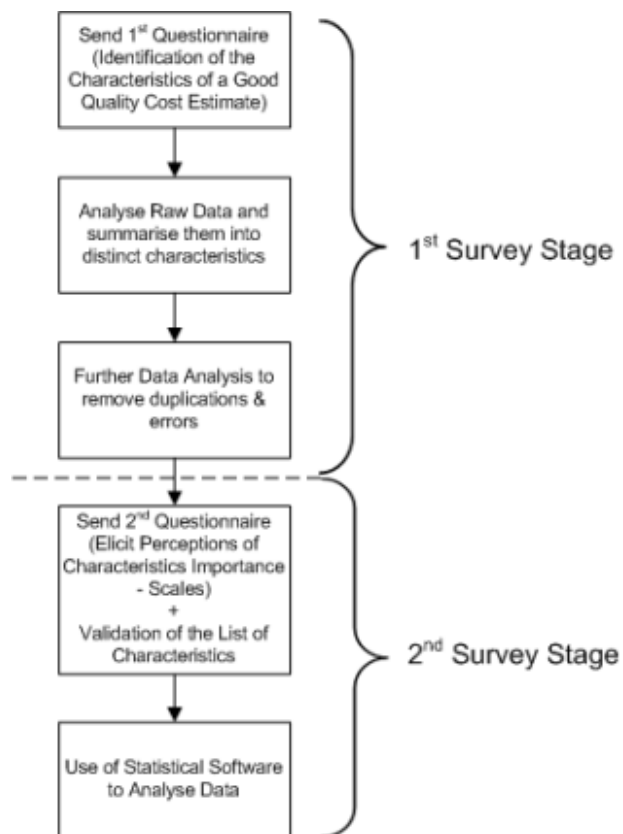 Send 1st Questionnaire
(Identification of the
Characteristics of a Good
Quality Cost Estimate)
Analyse Raw Data and
summarise them into
distinct characteristics
1st Survey Stage
Further Data Analysis to
remove duplications &
errors
Send 2nd Questionnaire
(Elicit Perceptions of
Characteristics Importance
- Scales)
+
Validation of the List of
Characteristics
2nd Survey Stage
Use of Statistical Software
to Analyse Data